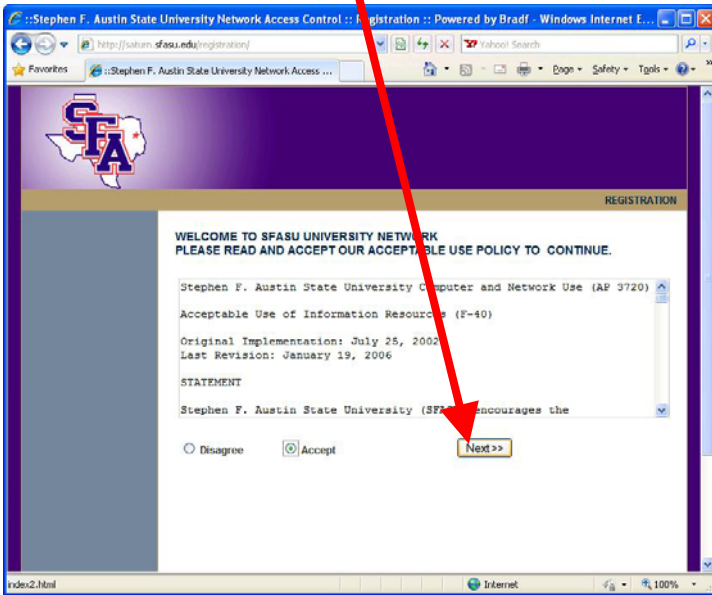 ::Stephen F. Austin State University Network Access Control :: Registration :: Powered by Bradf - Windows Internet E...
http://saturn.sfasu.edu/registration/
Yahoo! Search
Favorites
::Stephen F. Austin State University Network Access ...
Page
Safety
Tools
»
SFA
REGISTRATION
WELCOME TO SFASU UNIVERSITY NETWORK
PLEASE READ AND ACCEPT OUR ACCEPTABLE USE POLICY TO CONTINUE.
Stephen F. Austin State University Computer and Network Use (AP 3720)
Acceptable Use of Information Resources (F-40)
Original Implementation: July 25, 2002
Last Revision: January 19, 2006
STATEMENT
Stephen F. Austin State University (SFASU) encourages the
Disagree
Accept
Next>>
index2.html
Internet
100%